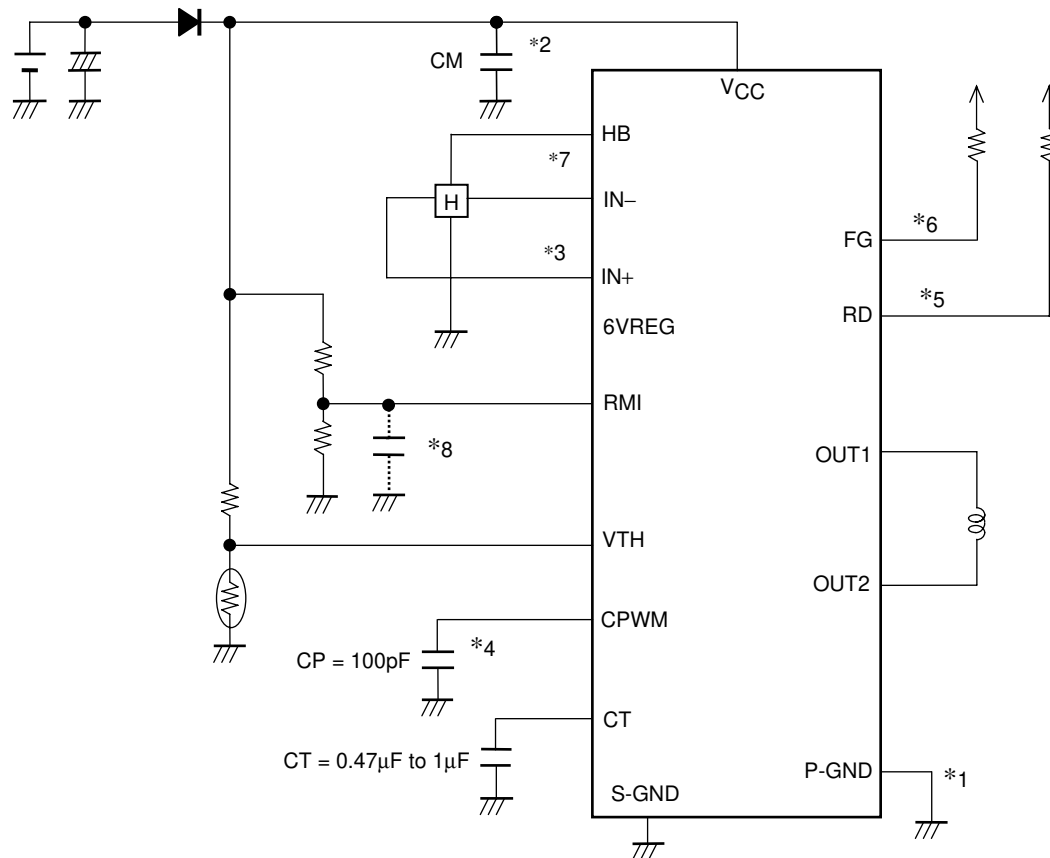 CM
*2
VCC
HB
*7
H
IN−
*3
IN+
6VREG
RMI
*8
VTH
CPWM
*4
CP = 100pF
CT
CT = 0.47μF to 1μF
S-GND
FG
*6
RD
*5
OUT1
OUT2
P-GND
*1